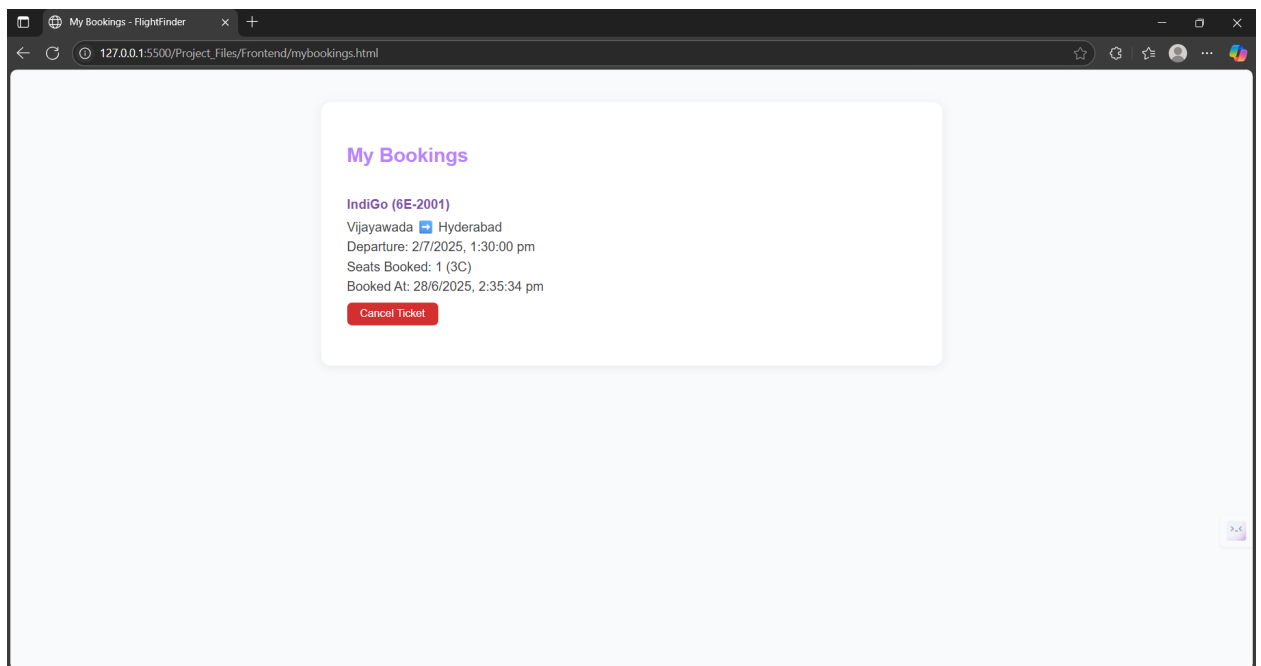 My Bookings - FlightFinder
127.0.0.1:5500/Project_Files/Frontend/mybookings.html
My Bookings
IndiGo (6E-2001)
Vijayawada ➡️ Hyderabad
Departure: 2/7/2025, 1:30:00 pm
Seats Booked: 1 (3C)
Booked At: 28/6/2025, 2:35:34 pm
Cancel Ticket